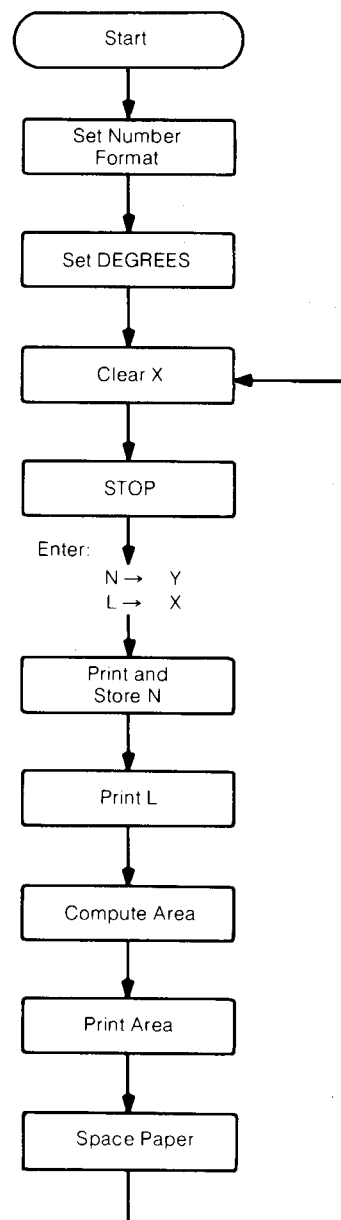 Start
Set Number
Format
Set DEGREES
Clear X
STOP
Enter:
N → Y
L → X
Print and
Store N
Print L
Compute Area
Print Area
Space Paper